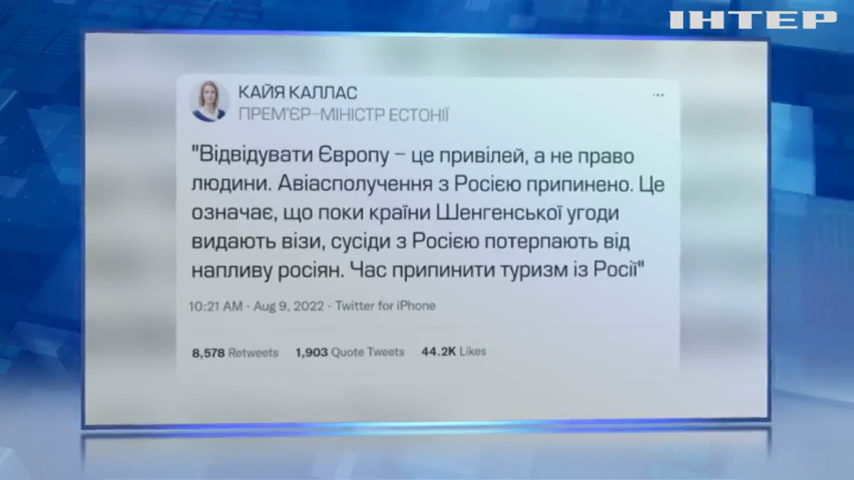 ІНТЕР
КАЙЯ КАЛЛАС
ПРЕМ'ЄР–МІНІСТР ЕСТОНІЇ
"Відвідувати Європу – це привілей, а не право
людини. Авіасполучення з Росією припинено. Це
означає, що поки країни Шенгенської угоди
видають візи, сусіди з Росією потерпають від
напливу росіян. Час припинити туризм із Росії"
10:21 AM · Aug 9, 2022 · Twitter for iPhone
8,578 Retweets 1,903 Quote Tweets 44.2K Likes